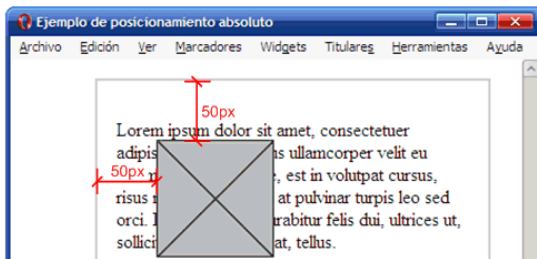 Ejemplo de posicionamiento absoluto
Archivo Edición Ver Marcadores Widgets Titulares Herramientas Ayuda
50px
Lorem ipsum dolor sit amet, consectetuer
adipis us ullamcorper velit eu
50px , est in volutpat cursus,
risus at pulvinar turpis leo sed
orci. rabitur felis dui, ultrices ut,
sollicit at, tellus.